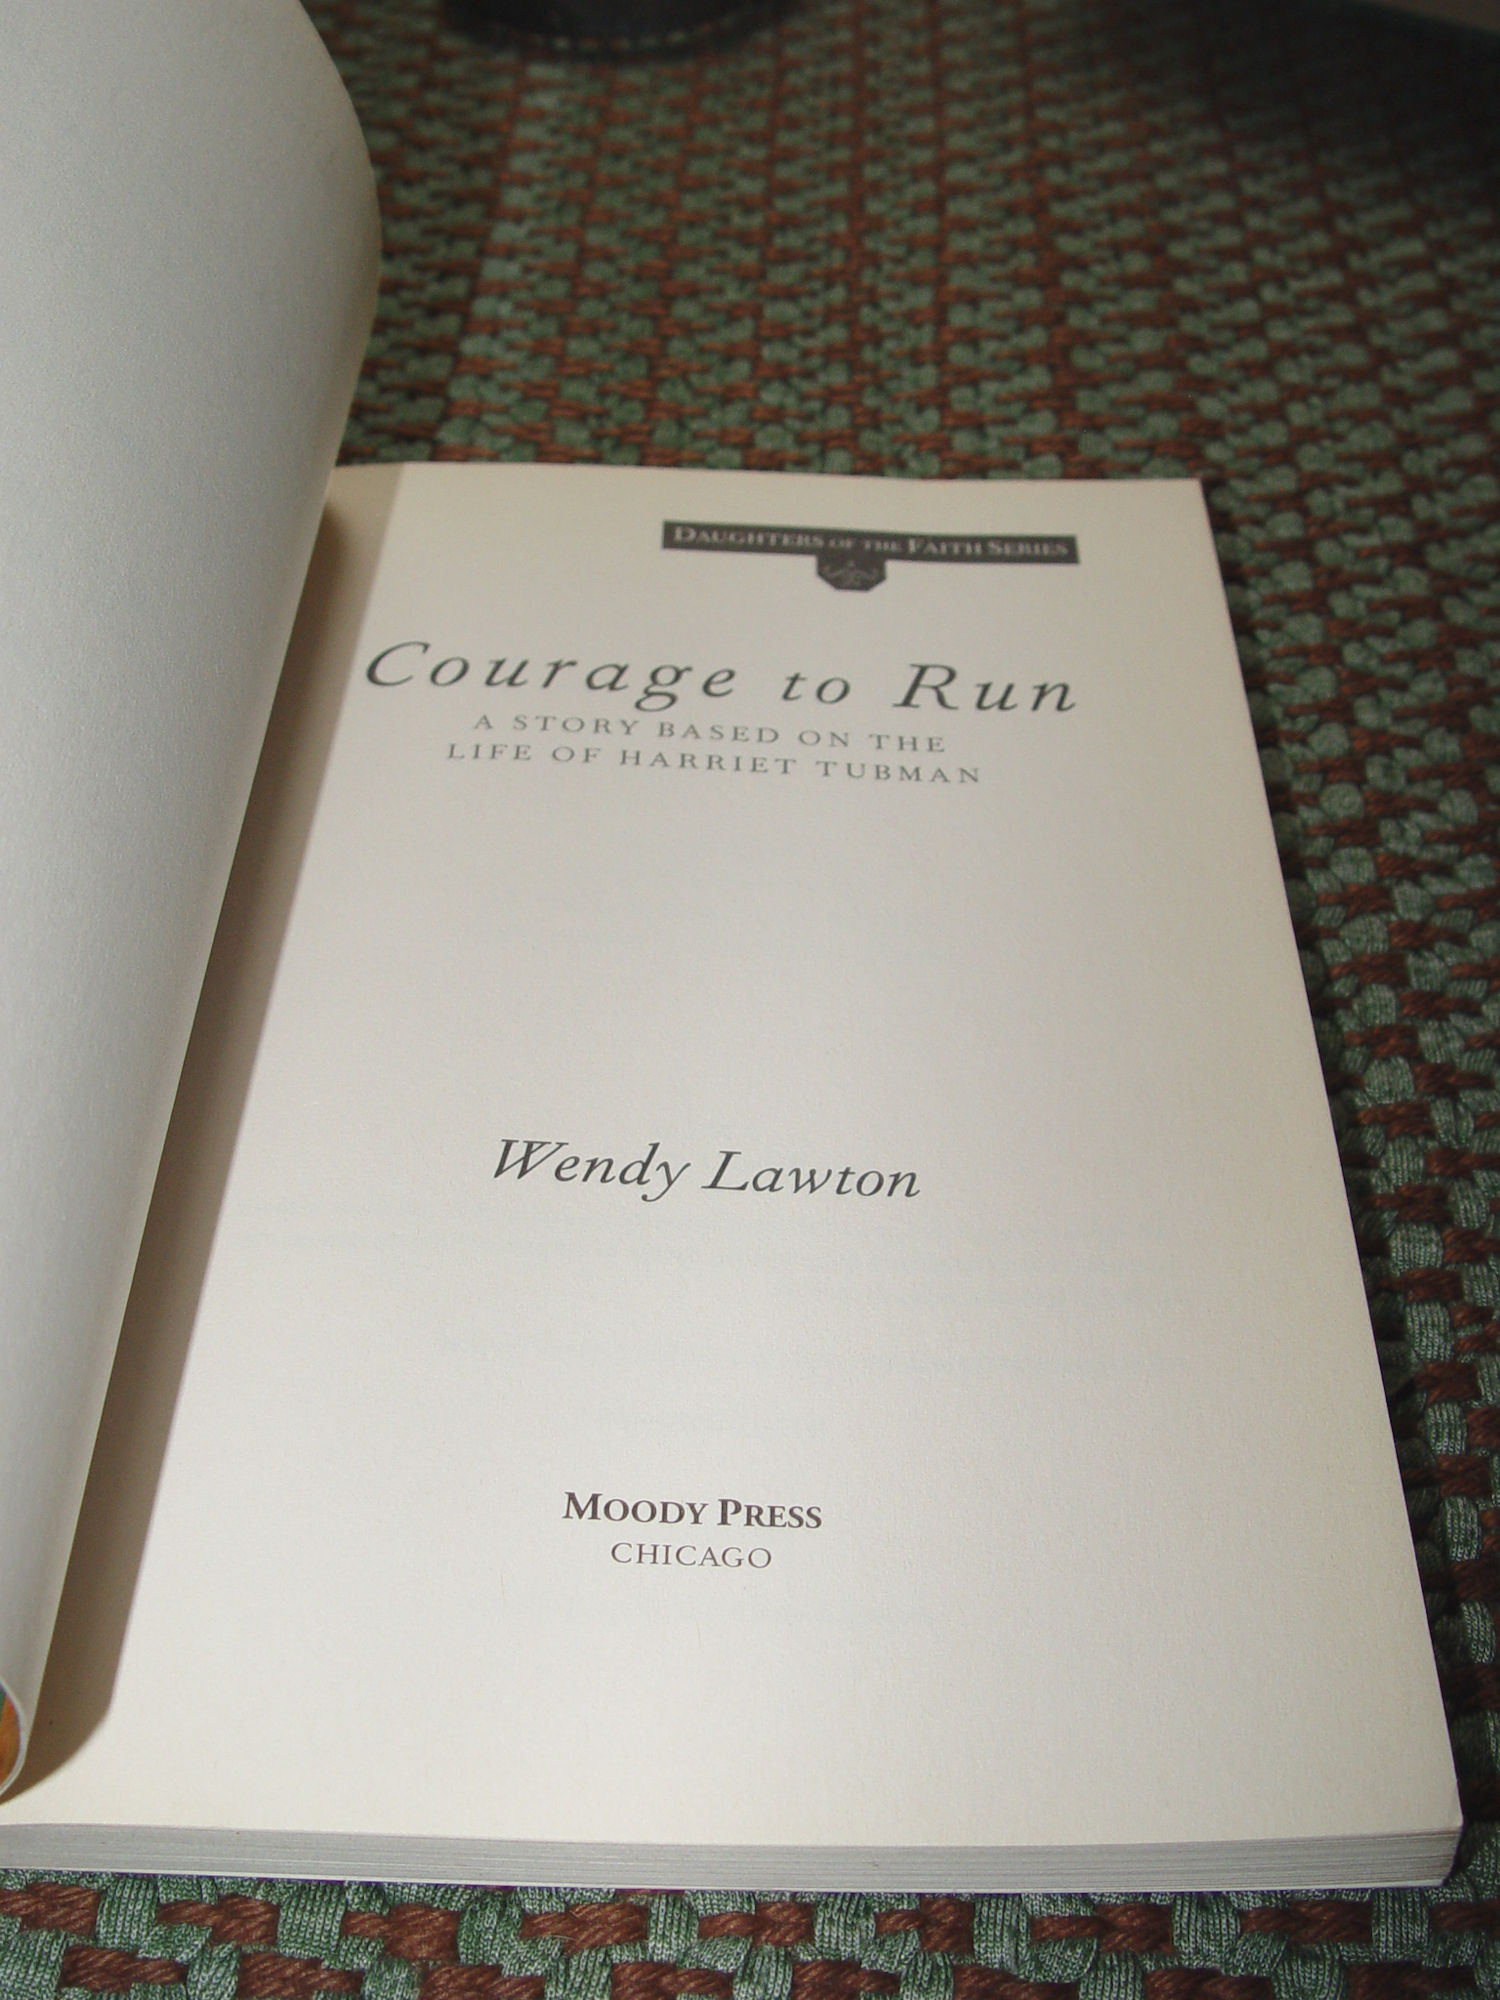 DAUGHTERS OF THE FAITH SERIES
Courage to Run
A STORY BASED ON THE
LIFE OF HARRIET TUBMAN
Wendy Lawton
MOODY PRESS
CHICAGO